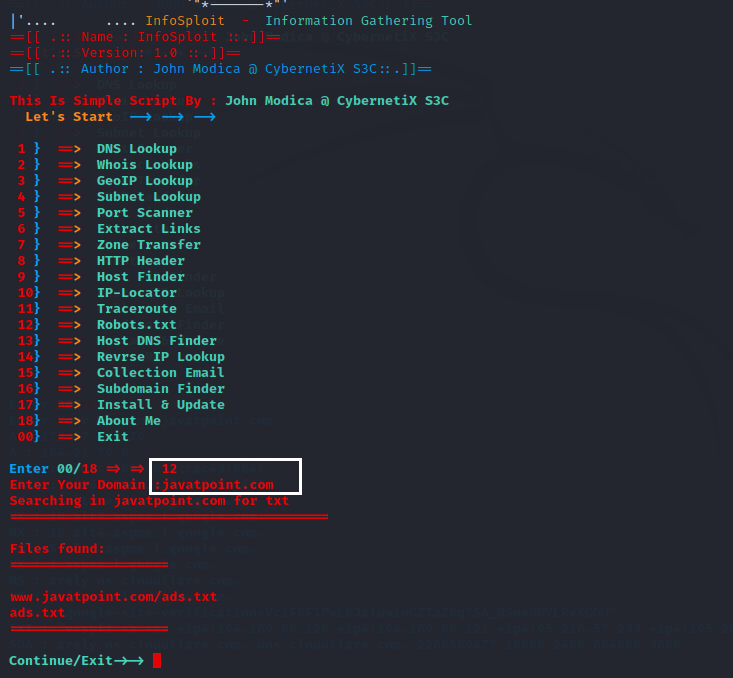 |'....      .... InfoSploit  -  Information Gathering Tool
==[[ .:: Name : InfoSploit ::.]]==
==[[ .:: Version: 1.0 ::.]]==
==[[ .:: Author : John Modica @ CybernetiX S3C::.]]==
This Is Simple Script By : John Modica @ CybernetiX S3C
Let's Start  --> --> -->
1 }  ==>  DNS Lookup
2 }  ==>  Whois Lookup
3 }  ==>  GeoIP Lookup
4 }  ==>  Subnet Lookup
5 }  ==>  Port Scanner
6 }  ==>  Extract Links
7 }  ==>  Zone Transfer
8 }  ==>  HTTP Header
9 }  ==>  Host Finder
10}  ==>  IP-Locator
11}  ==>  Traceroute
12}  ==>  Robots.txt
13}  ==>  Host DNS Finder
14}  ==>  Revrse IP Lookup
15}  ==>  Collection Email
16}  ==>  Subdomain Finder
17}  ==>  Install & Update
18}  ==>  About Me
00}  ==>  Exit
Enter 00/18 => =>  12
Enter Your Domain :javatpoint.com
Searching in javatpoint.com for txt
========================================
Files found:
====================
www.javatpoint.com/ads.txt
ads.txt
====================
Continue/Exit->->